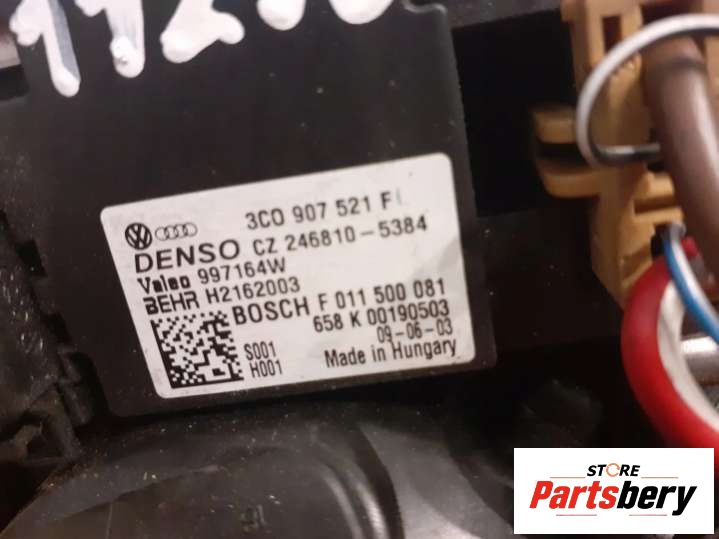 3C0 907 521 F
DENSO CZ 246810-5384
Valeo 997164W
BEHR H2162003
BOSCH F 011 500 081
658 K 00190503
09-06-03
S001
H001
Made in Hungary
STORE
Partsbery